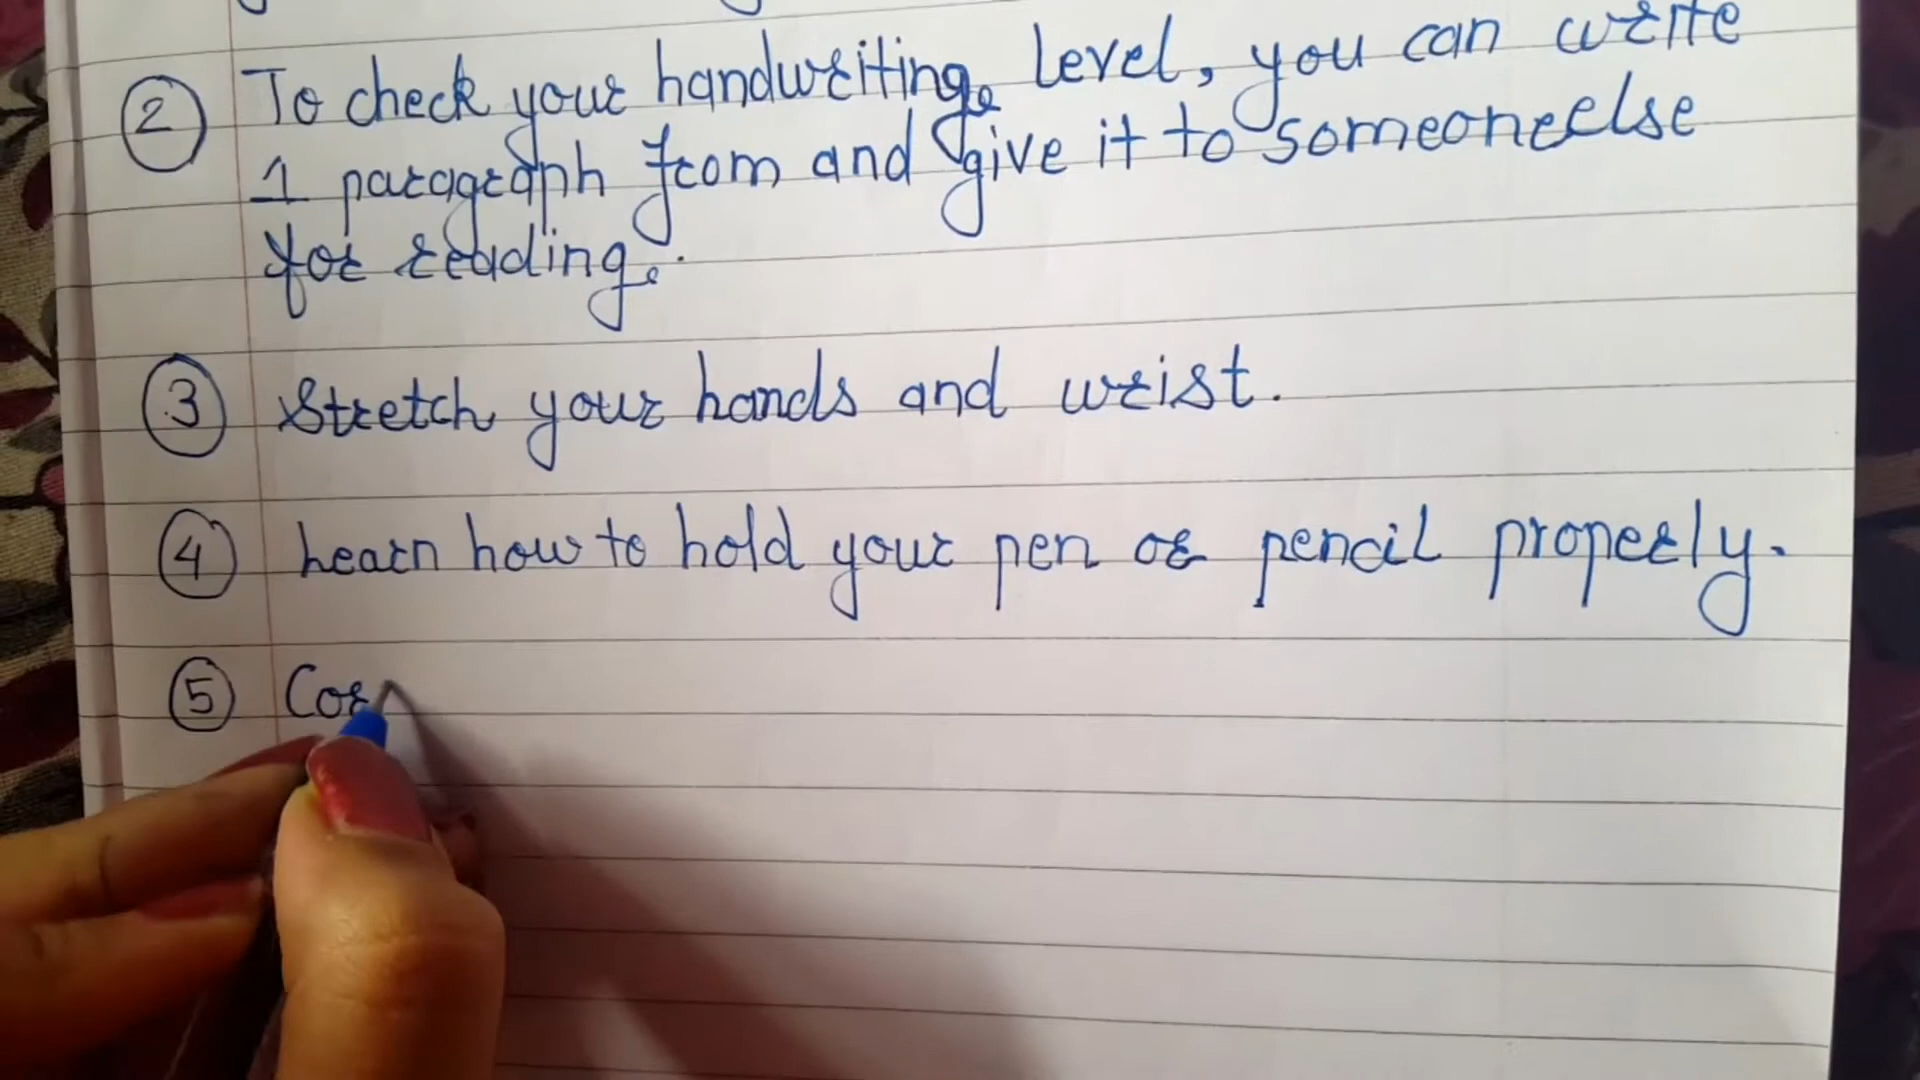 2 To check your handwriting level, you can write
1 paragraph from and give it to someoneelse
for reading.
3 Stretch your hands and wrist.
4 Learn how to hold your pen or pencil properly.
5 Cor